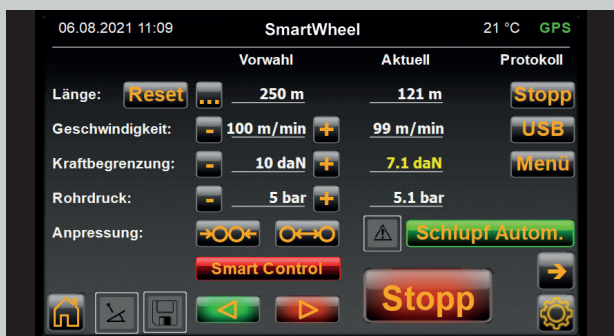 06.08.2021 11:09 SmartWheel 21 °C GPS
Vorwahl Aktuell Protokoll
Länge: Reset ... 250 m 121 m Stopp
Geschwindigkeit: - 100 m/min + 99 m/min USB
Kraftbegrenzung: - 10 daN + 7.1 daN Menü
Rohrdruck: - 5 bar + 5.1 bar
Anpressung: Schlupf Autom.
Smart Control
Stopp